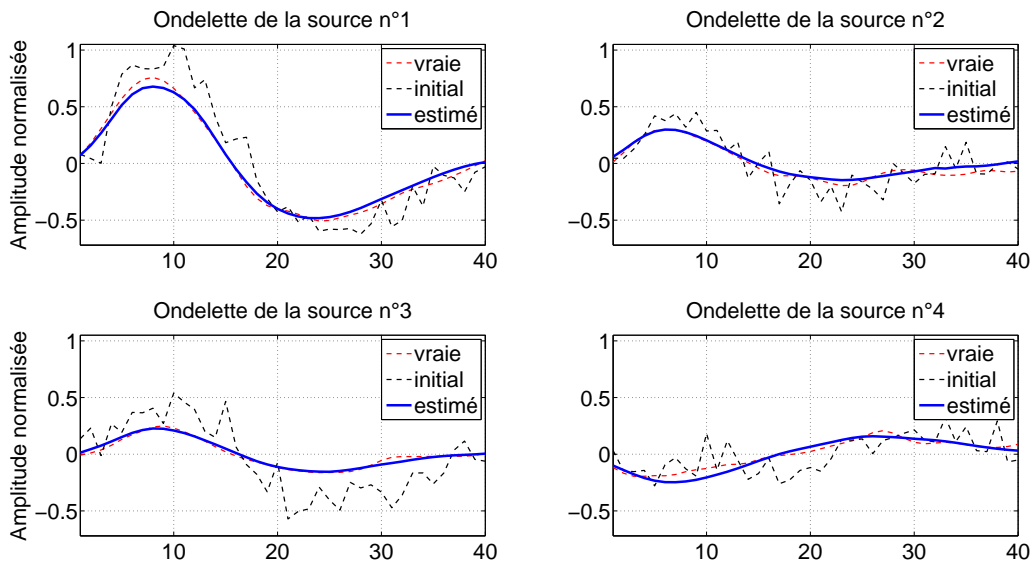 Ondelette de la source n°1
Amplitude normalisée
1
0.5
0
−0.5
10
20
30
40
vraie
initial
estimé
Ondelette de la source n°2
1
0.5
0
−0.5
10
20
30
40
vraie
initial
estimé
Ondelette de la source n°3
Amplitude normalisée
1
0.5
0
−0.5
10
20
30
40
vraie
initial
estimé
Ondelette de la source n°4
1
0.5
0
−0.5
10
20
30
40
vraie
initial
estimé